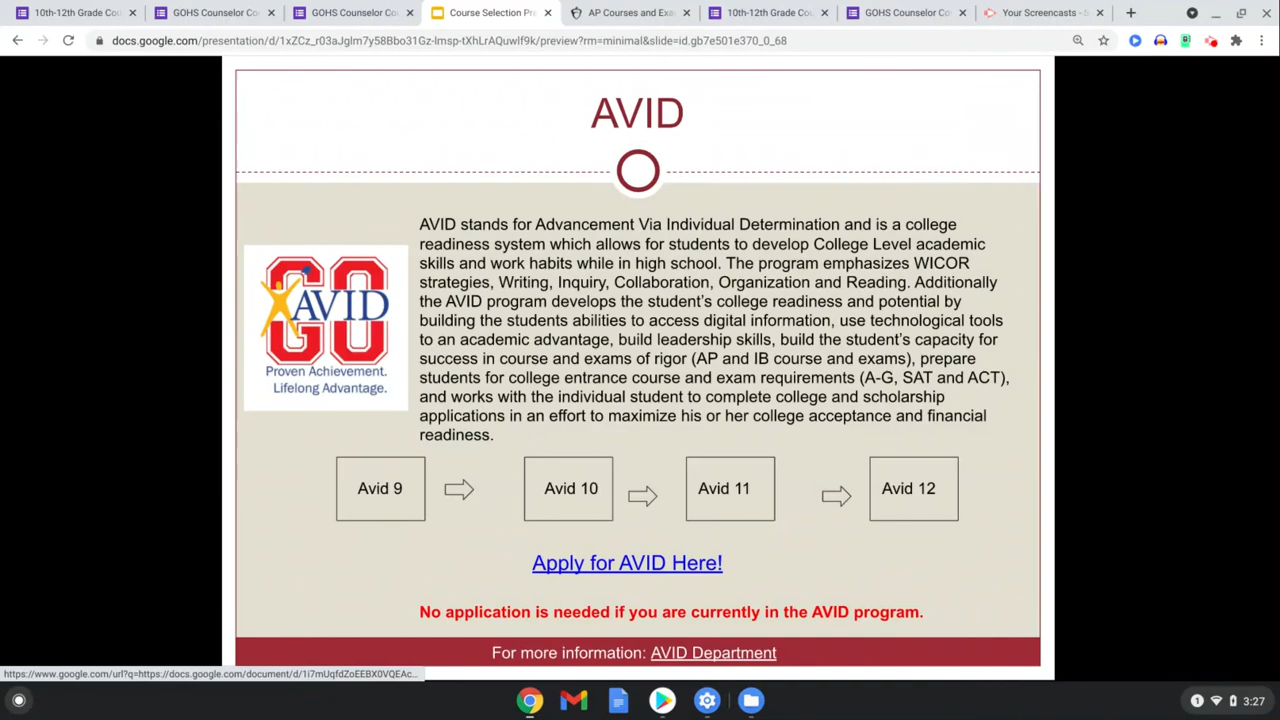 10th-12th Grade Cou
GOHS Counselor Co
GOHS Counselor Co
Course Selection Pre
AP Courses and Exa
10th-12th Grade Cou
GOHS Counselor Co
Your Screencasts - S
docs.google.com/presentation/d/1xZCz_r03aJglm7y58Bbo31Gz-lmsp-tXhLrAQuwlf9k/preview?rm=minimal&slide=id.gb7e501e370_0_68
AVID
AVID stands for Advancement Via Individual Determination and is a college
readiness system which allows for students to develop College Level academic
skills and work habits while in high school. The program emphasizes WICOR
strategies, Writing, Inquiry, Collaboration, Organization and Reading. Additionally
the AVID program develops the student's college readiness and potential by
building the students abilities to access digital information, use technological tools
to an academic advantage, build leadership skills, build the student's capacity for
success in course and exams of rigor (AP and IB course and exams), prepare
students for college entrance course and exam requirements (A-G, SAT and ACT),
and works with the individual student to complete college and scholarship
applications in an effort to maximize his or her college acceptance and financial
readiness.
GO
AVID
Proven Achievement.
Lifelong Advantage.
Avid 9
Avid 10
Avid 11
Avid 12
Apply for AVID Here!
No application is needed if you are currently in the AVID program.
For more information: AVID Department
https://www.google.com/url?q=https://docs.google.com/document/d/1i7mUqfdZoEEBX0VQEAc...
1
3:27